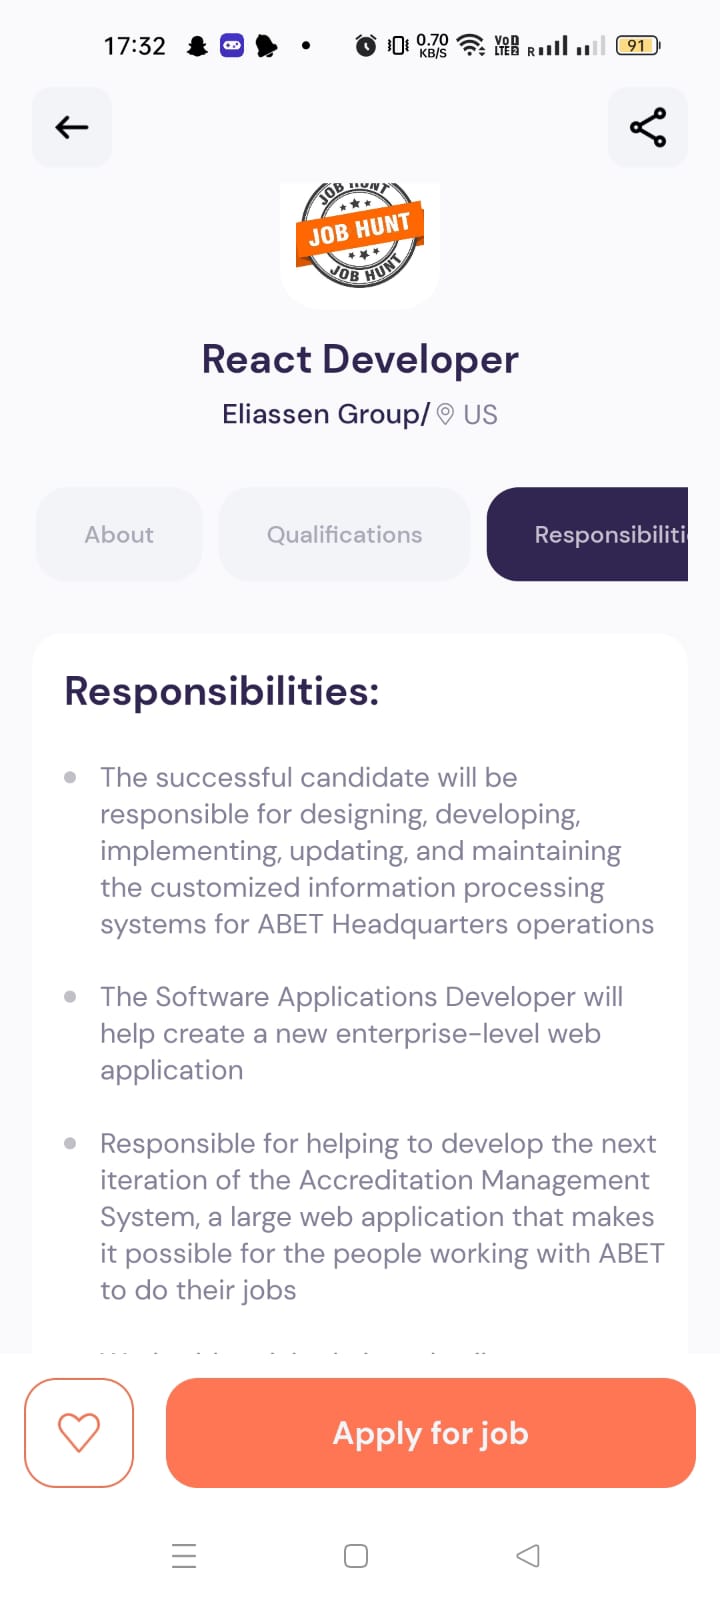 17:32
0.70
KB/S
VoD
LTE2
R
91
JOB HUNT
JOB HUNT
JOB HUNT
React Developer
Eliassen Group/ US
About
Qualifications
Responsibiliti
Responsibilities:
The successful candidate will be
responsible for designing, developing,
implementing, updating, and maintaining
the customized information processing
systems for ABET Headquarters operations
The Software Applications Developer will
help create a new enterprise-level web
application
Responsible for helping to develop the next
iteration of the Accreditation Management
System, a large web application that makes
it possible for the people working with ABET
to do their jobs
Apply for job